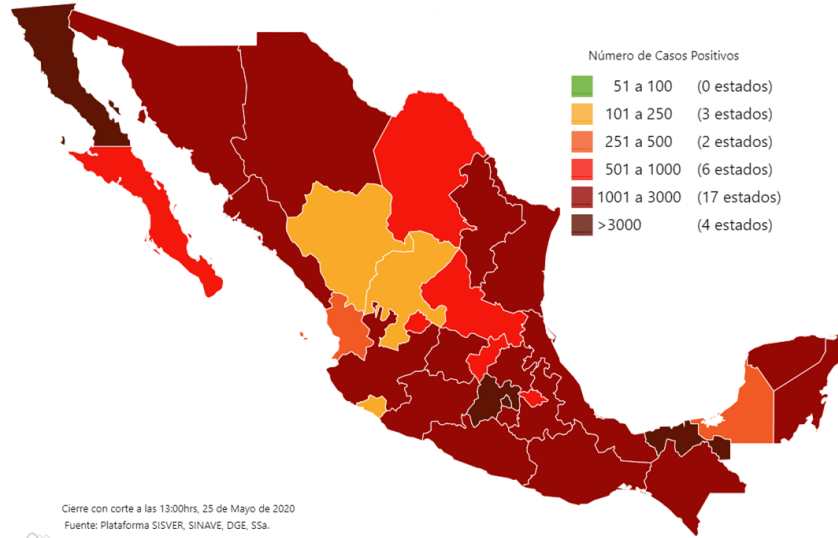 Número de Casos Positivos
51 a 100 (0 estados)
101 a 250 (3 estados)
251 a 500 (2 estados)
501 a 1000 (6 estados)
1001 a 3000 (17 estados)
>3000 (4 estados)
Cierre con corte a las 13:00hrs, 25 de Mayo de 2020
Fuente: Plataforma SISVER, SINAVE, DGE, SSa.